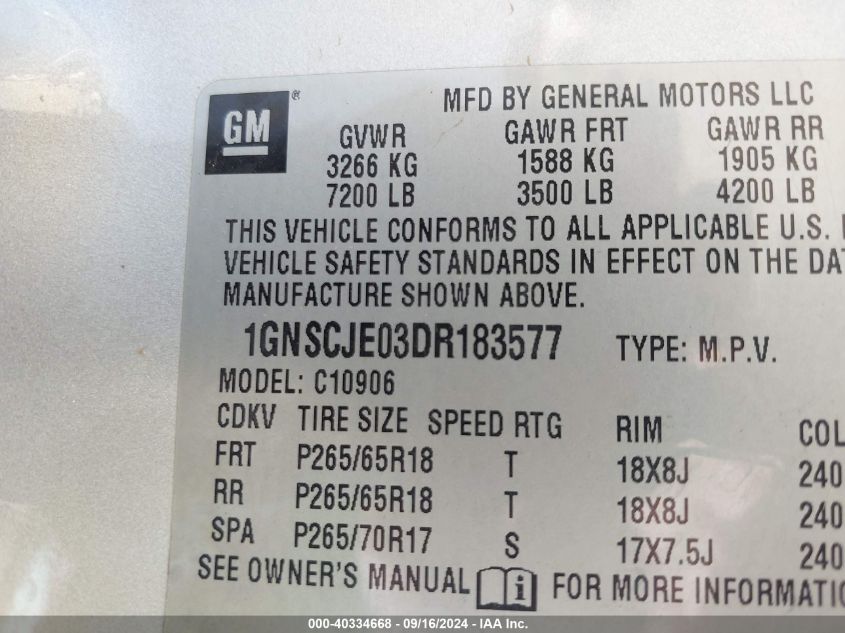 MFD BY GENERAL MOTORS LLC
GM ®
GVWR GAWR FRT GAWR RR
3266 KG 1588 KG 1905 KG
7200 LB 3500 LB 4200 LB
THIS VEHICLE CONFORMS TO ALL APPLICABLE U.S.
VEHICLE SAFETY STANDARDS IN EFFECT ON THE DA
MANUFACTURE SHOWN ABOVE.
1GNSCJE03DR183577 TYPE: M.P.V.
MODEL: C10906
CDKV TIRE SIZE SPEED RTG RIM COL
FRT P265/65R18 T 18X8J 240
RR P265/65R18 T 18X8J 240
SPA P265/70R17 S 17X7.5J 240
SEE OWNER'S MANUAL i FOR MORE INFORMATIO
000-40334668 - 09/16/2024 - IAA Inc.